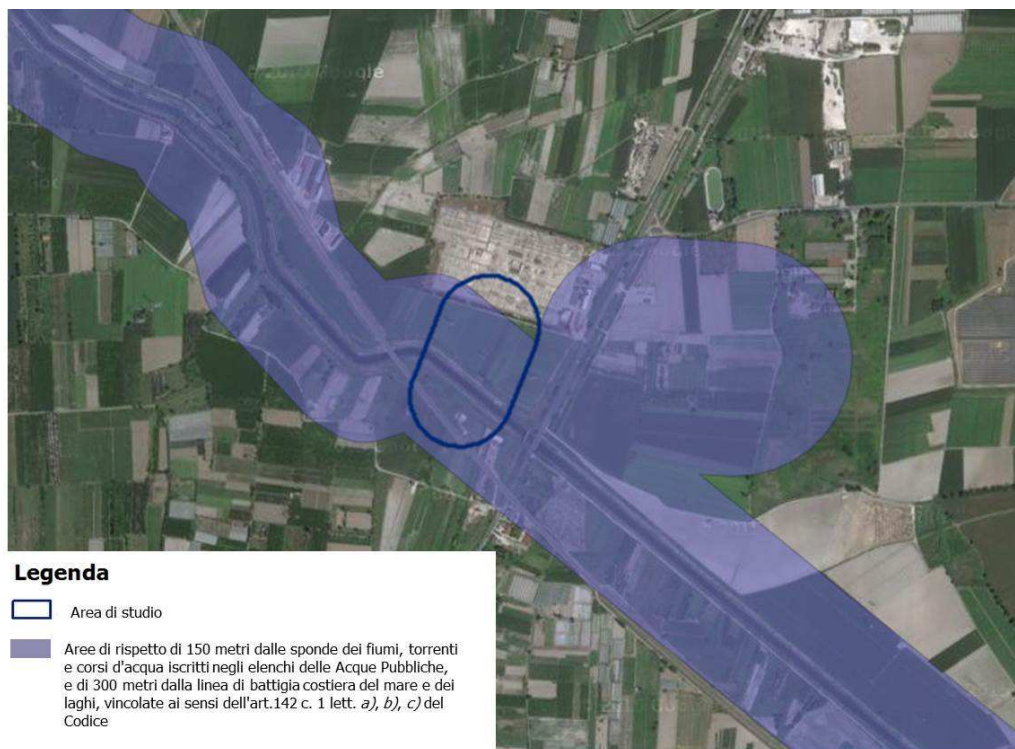 Google
Legenda
Area di studio
Aree di rispetto di 150 metri dalle sponde dei fiumi, torrenti
e corsi d'acqua iscritti negli elenchi delle Acque Pubbliche,
e di 300 metri dalla linea di battigia costiera del mare e dei
laghi, vincolate ai sensi dell'art.142 c. 1 lett. a), b), c) del
Codice